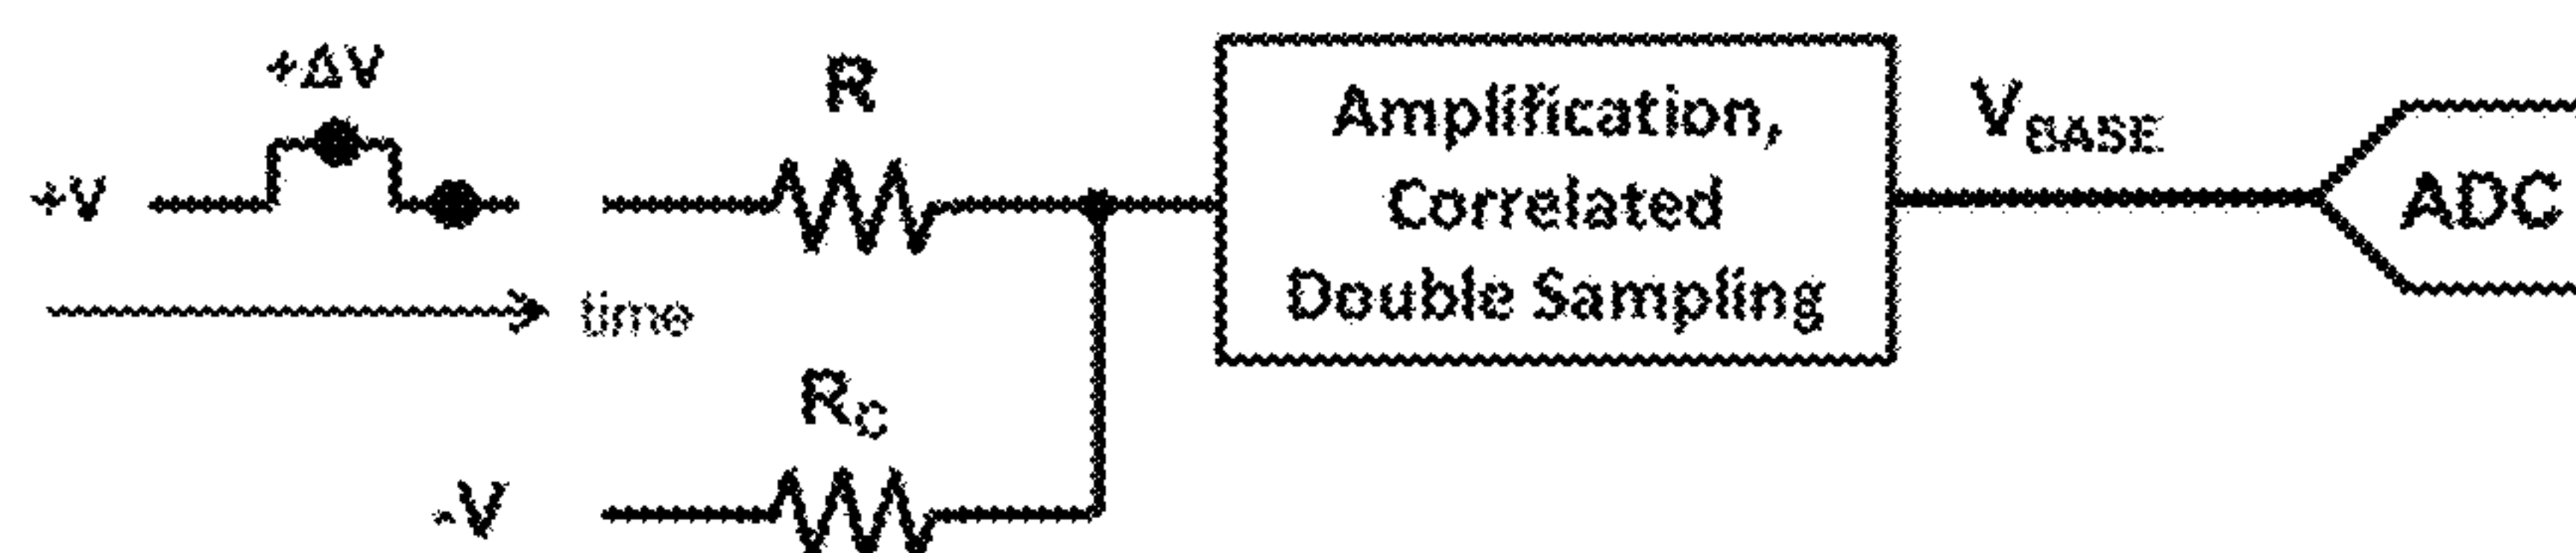 +ΔV
R
+V
Amplification,
Correlated
Double Sampling
V_BASE
ADC
time
R_C
-V